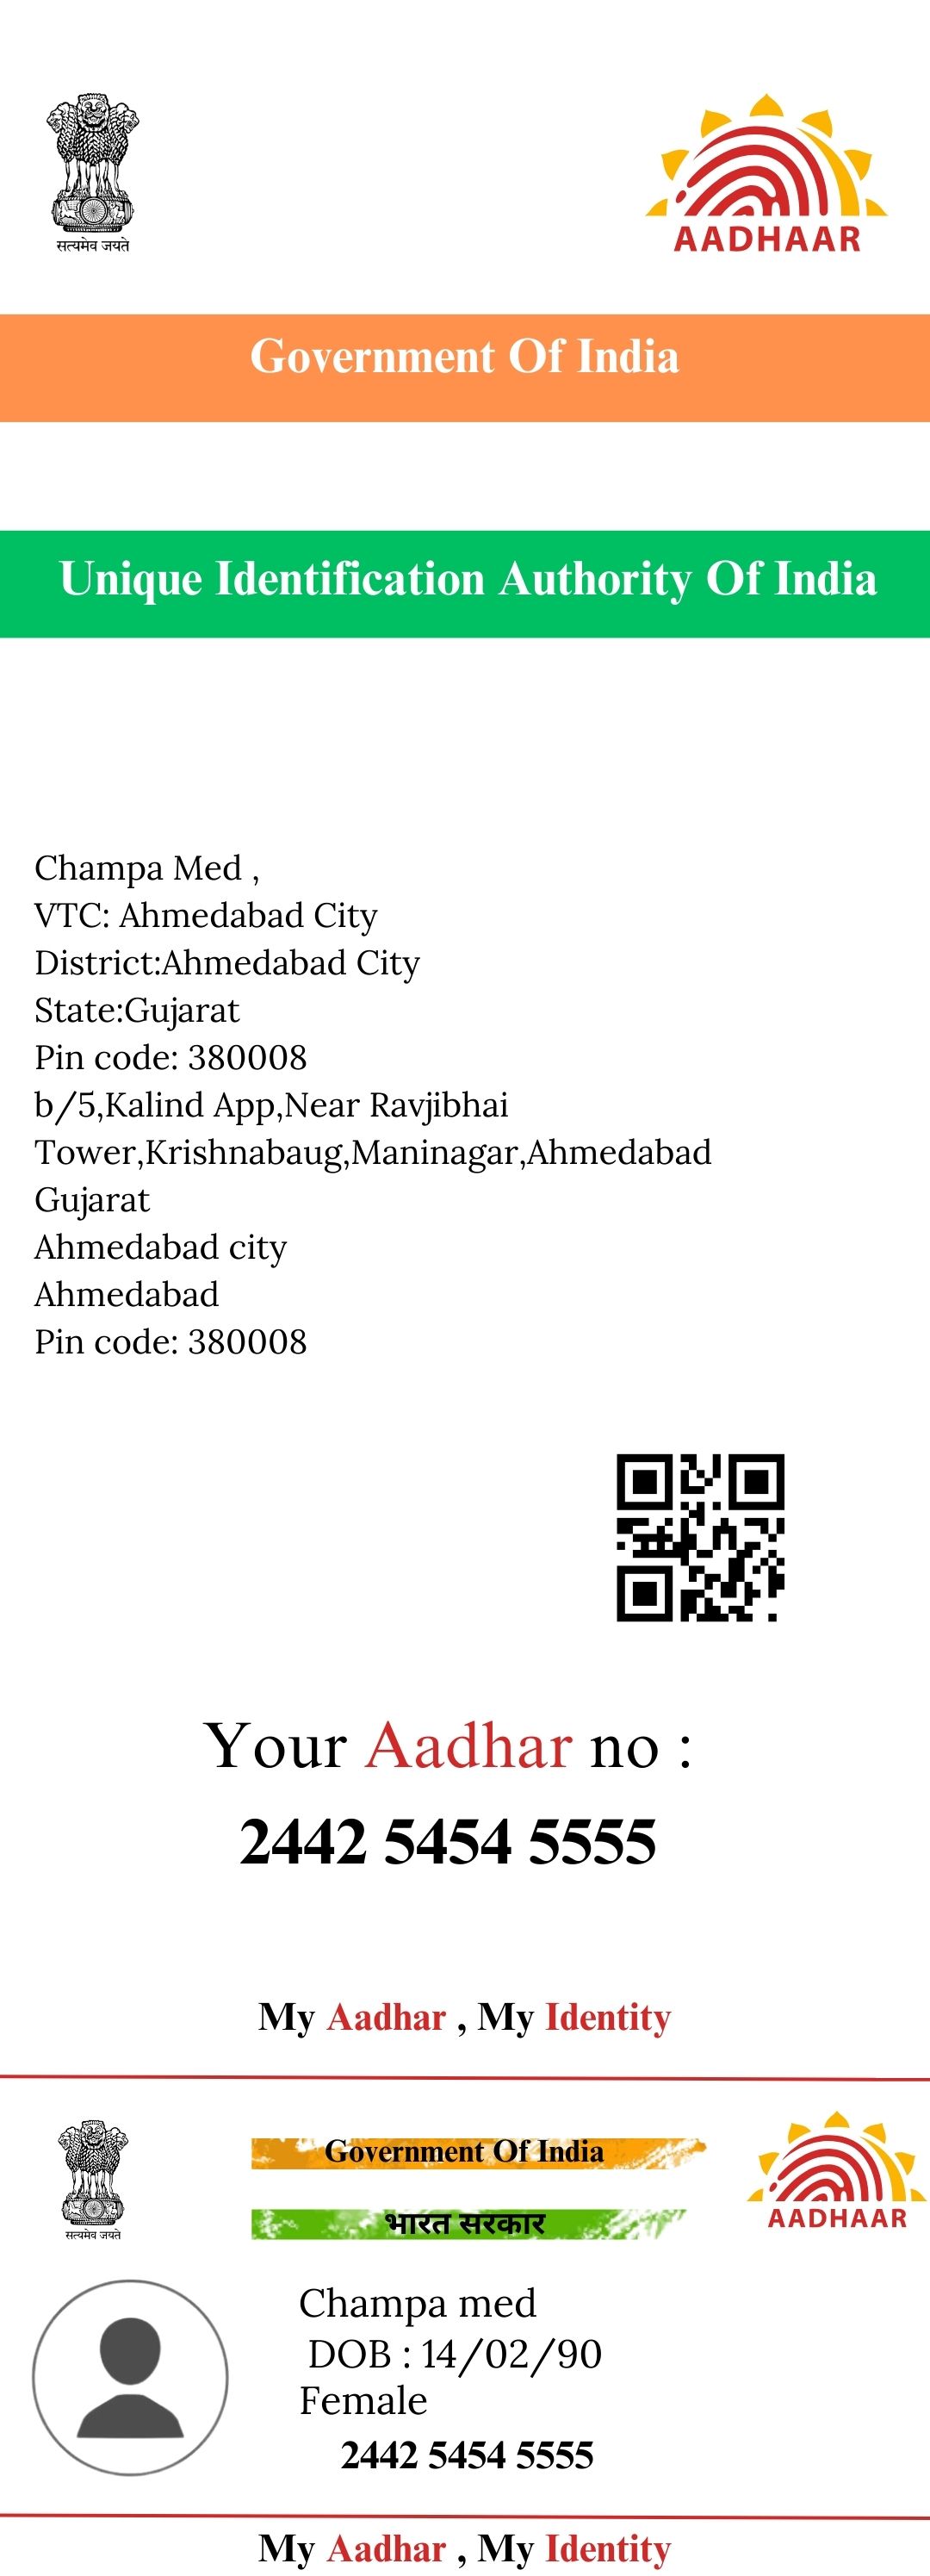 सत्यमेव जयते
AADHAAR
Government Of India
Unique Identification Authority Of India
Champa Med ,
VTC: Ahmedabad City
District:Ahmedabad City
State:Gujarat
Pin code: 380008
b/5,Kalind App,Near Ravjibhai
Tower,Krishnabaug,Maninagar,Ahmedabad
Gujarat
Ahmedabad city
Ahmedabad
Pin code: 380008
Your Aadhar no :
2442 5454 5555
My Aadhar , My Identity
Government Of India
भारत सरकार
सत्यमेव जयते
AADHAAR
Champa med
DOB : 14/02/90
Female
2442 5454 5555
My Aadhar , My Identity